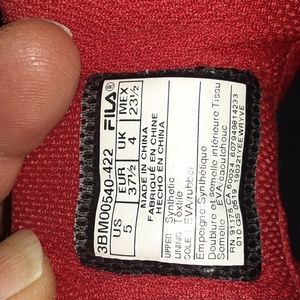 FILA®
3BM00540-422
US EUR UK MEX
5 37½ 4 23½
MADE IN CHINA
FABRIQUÉ EN CHINE
HECHO EN CHINA
UPPER: Synthetic
LINING: Textile
SOLE: EVA/rubber
Empeigne Synthétique
Doublure et semelle intérieure Tissu
Semelle EVA/caoutchouc